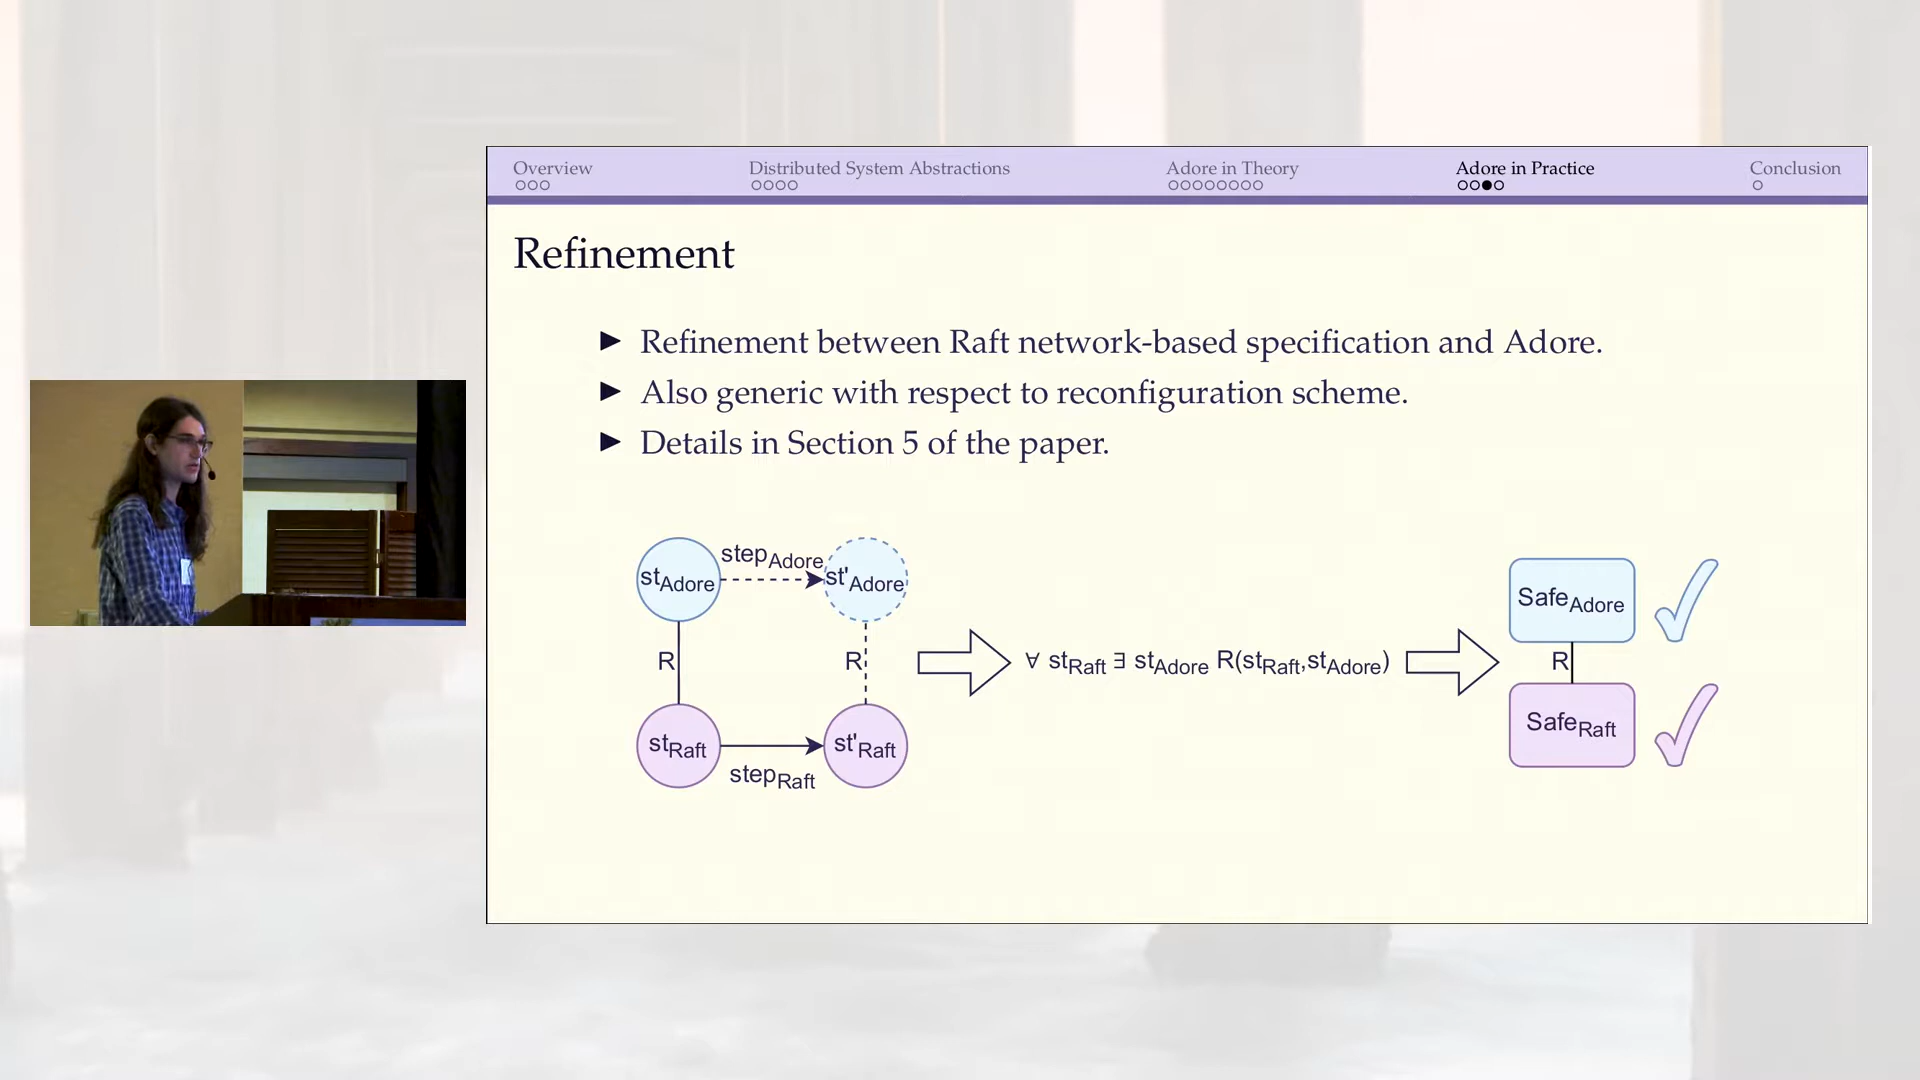 Overview Distributed System Abstractions Adore in Theory Adore in Practice Conclusion
Refinement
► Refinement between Raft network-based specification and Adore.
► Also generic with respect to reconfiguration scheme.
► Details in Section 5 of the paper.
stAdore stepAdore st'Adore
R R
stRaft stepRaft st'Raft
∀ stRaft ∃ stAdore R(stRaft,stAdore)
SafeAdore
R
SafeRaft